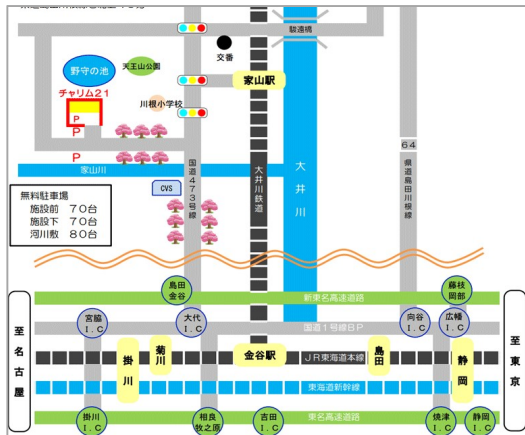 駿遠橋
交番
天王山公園
野守の池
家山駅
チャリム21
川根小学校
P
P
P
64
家山川
国道473号線
大井川鉄道
大井川
県道島田川根線
CVS
無料駐車場
施設前 70台
施設下 70台
河川敷 80台
島田
金谷
新東名高速道路
藤枝
岡部
宮脇
I.C
大代
I.C
国道1号線BP
向谷
I.C
広幡
I.C
至名古屋
掛川
菊川
金谷駅
JR東海道本線
島田
静岡
至東京
東海道新幹線
掛川
I.C
相良
牧之原
吉田
I.C
東名高速道路
焼津
I.C
静岡
I.C